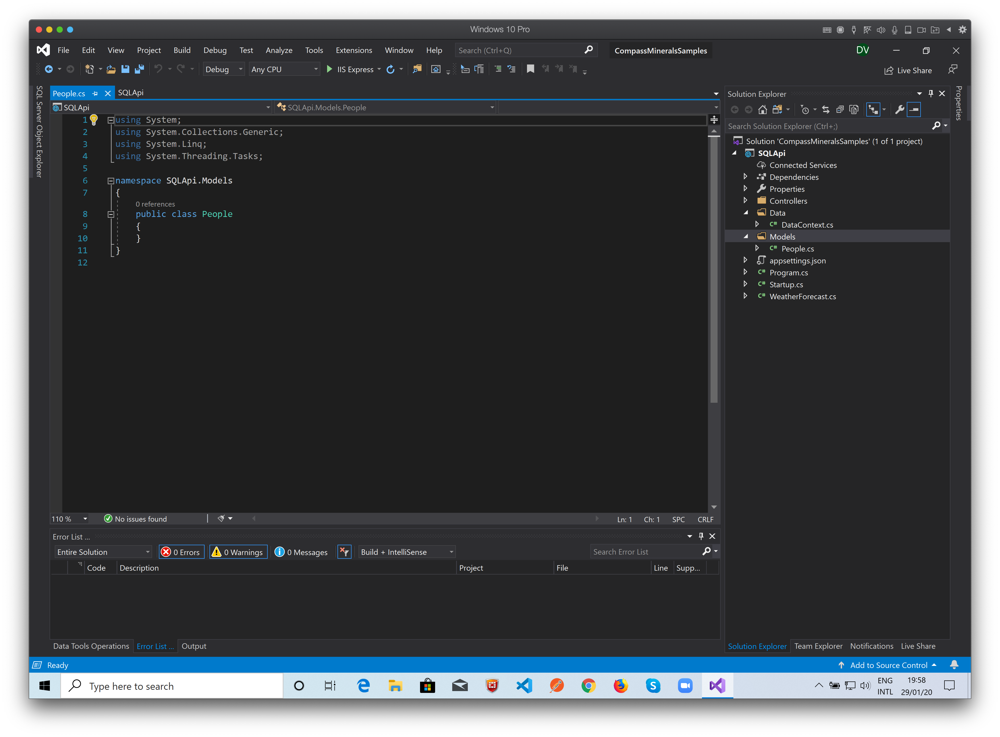 Windows 10 Pro
File Edit View Project Build Debug Test Analyze Tools Extensions Window Help Search (Ctrl+Q) CompassMineralsSamples DV
Debug Any CPU IIS Express Live Share
SQL Server Object Explorer
People.cs SQLApi
SQLApi SQLApi.Models.People
1 using System;
2 using System.Collections.Generic;
3 using System.Linq;
4 using System.Threading.Tasks;
5
6 namespace SQLApi.Models
7 {
0 references
8 public class People
9 {
10 }
11 }
12
110 % No issues found Ln: 1 Ch: 1 SPC CRLF
Solution Explorer
Search Solution Explorer (Ctrl+;)
Solution 'CompassMineralsSamples' (1 of 1 project)
SQLApi
Connected Services
Dependencies
Properties
Controllers
Data
C# DataContext.cs
Models
C# People.cs
appsettings.json
C# Program.cs
C# Startup.cs
C# WeatherForecast.cs
Properties
Error List ...
Entire Solution 0 Errors 0 Warnings 0 Messages Build + IntelliSense Search Error List
Code Description Project File Line Supp...
Data Tools Operations Error List ... Output
Solution Explorer Team Explorer Notifications Live Share
Ready Add to Source Control
Type here to search
ENG
INTL
19:58
29/01/20